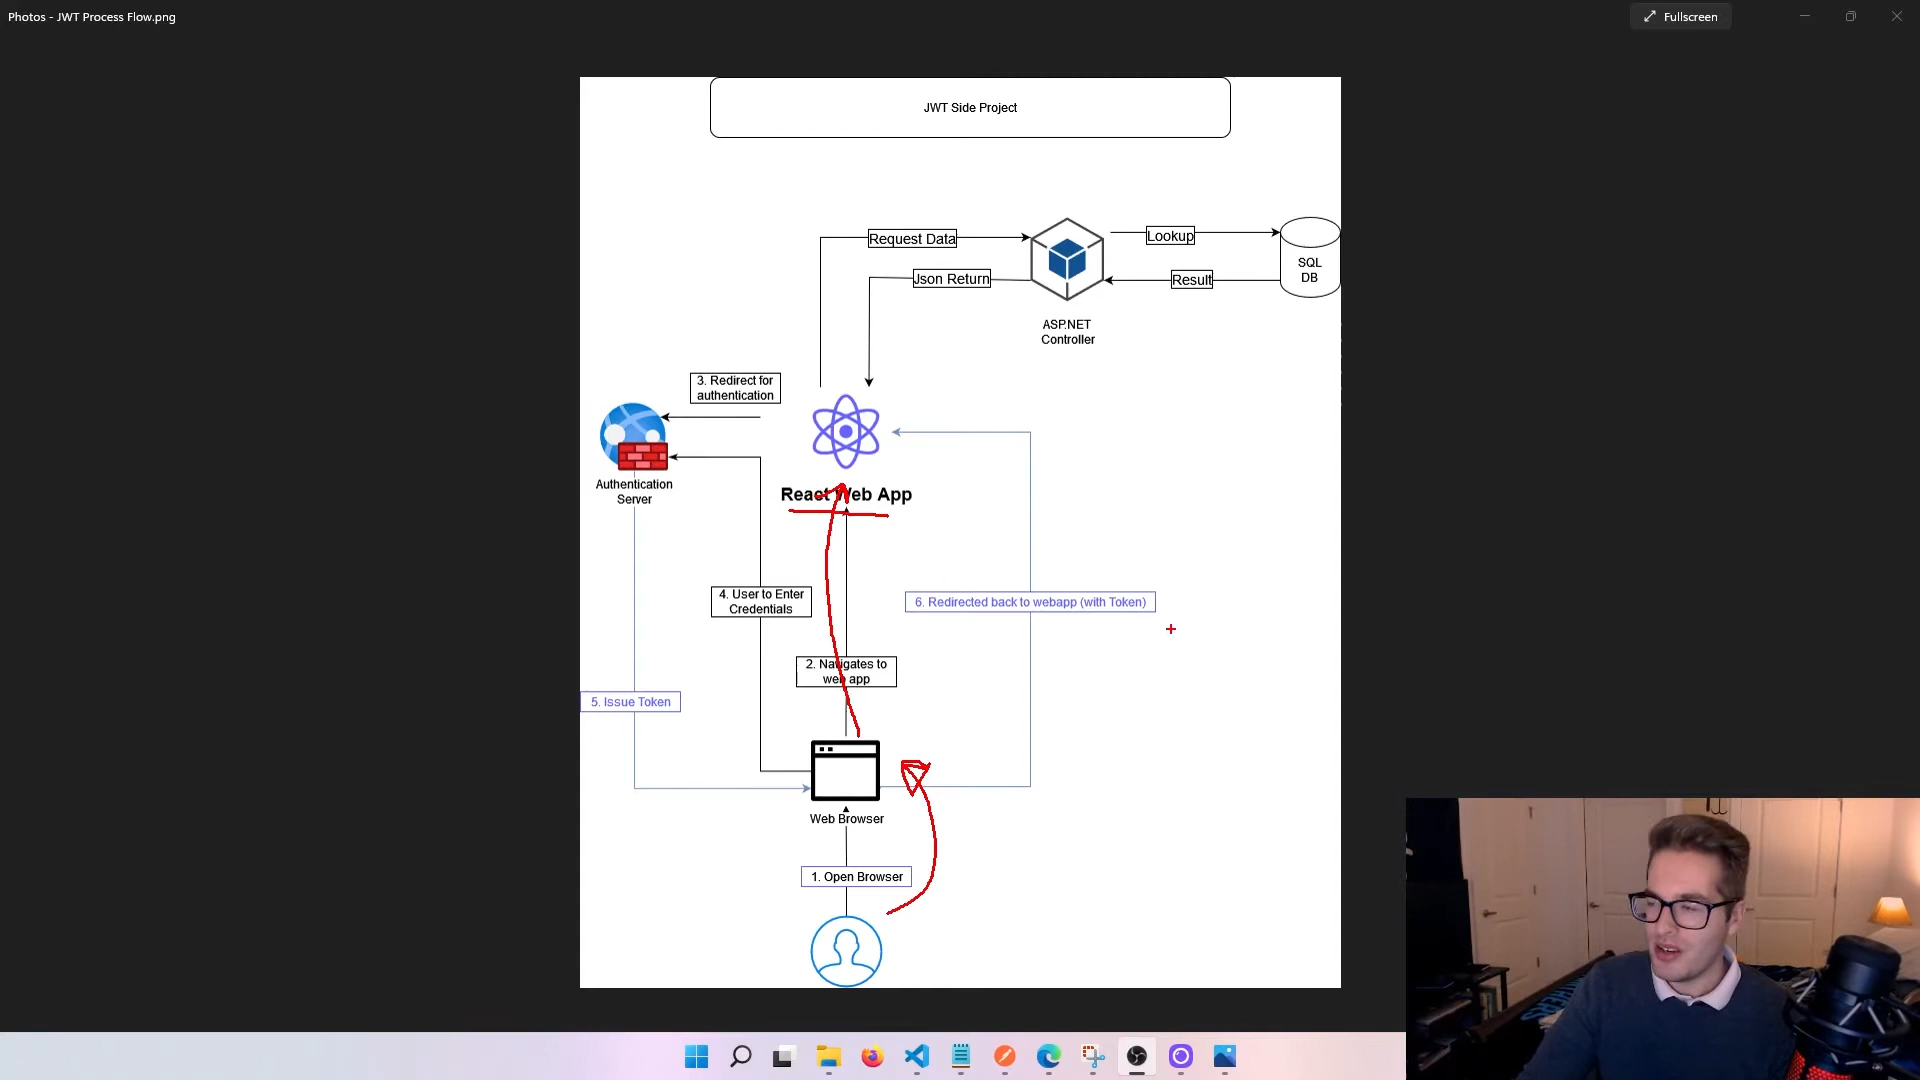 Photos - JWT Process Flow.png
Fullscreen
JWT Side Project
Request Data
Lookup
Json Return
Result
SQL
DB
ASP.NET
Controller
3. Redirect for
authentication
Authentication
Server
React Web App
4. User to Enter
Credentials
6. Redirected back to webapp (with Token)
2. Navigates to
web app
5. Issue Token
Web Browser
1. Open Browser